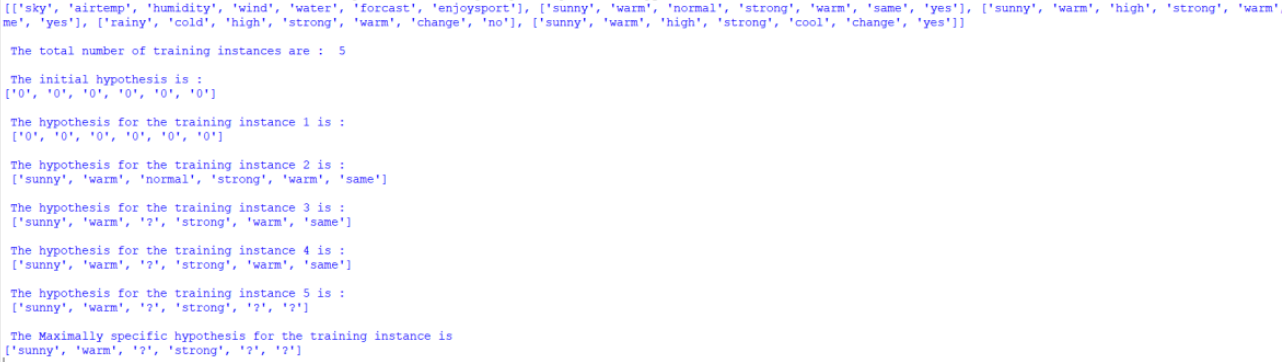 [['sky', 'airtemp', 'humidity', 'wind', 'water', 'forcast', 'enjoysport'], ['sunny', 'warm', 'normal', 'strong', 'warm', 'same', 'yes'], ['sunny', 'warm', 'high', 'strong', 'warm'
me', 'yes'], ['rainy', 'cold', 'high', 'strong', 'warm', 'change', 'no'], ['sunny', 'warm', 'high', 'strong', 'cool', 'change', 'yes']]
The total number of training instances are :  5
The initial hypothesis is :
['0', '0', '0', '0', '0', '0']
The hypothesis for the training instance 1 is :
['0', '0', '0', '0', '0', '0']
The hypothesis for the training instance 2 is :
['sunny', 'warm', 'normal', 'strong', 'warm', 'same']
The hypothesis for the training instance 3 is :
['sunny', 'warm', '?', 'strong', 'warm', 'same']
The hypothesis for the training instance 4 is :
['sunny', 'warm', '?', 'strong', 'warm', 'same']
The hypothesis for the training instance 5 is :
['sunny', 'warm', '?', 'strong', '?', '?']
The Maximally specific hypothesis for the training instance is
['sunny', 'warm', '?', 'strong', '?', '?']